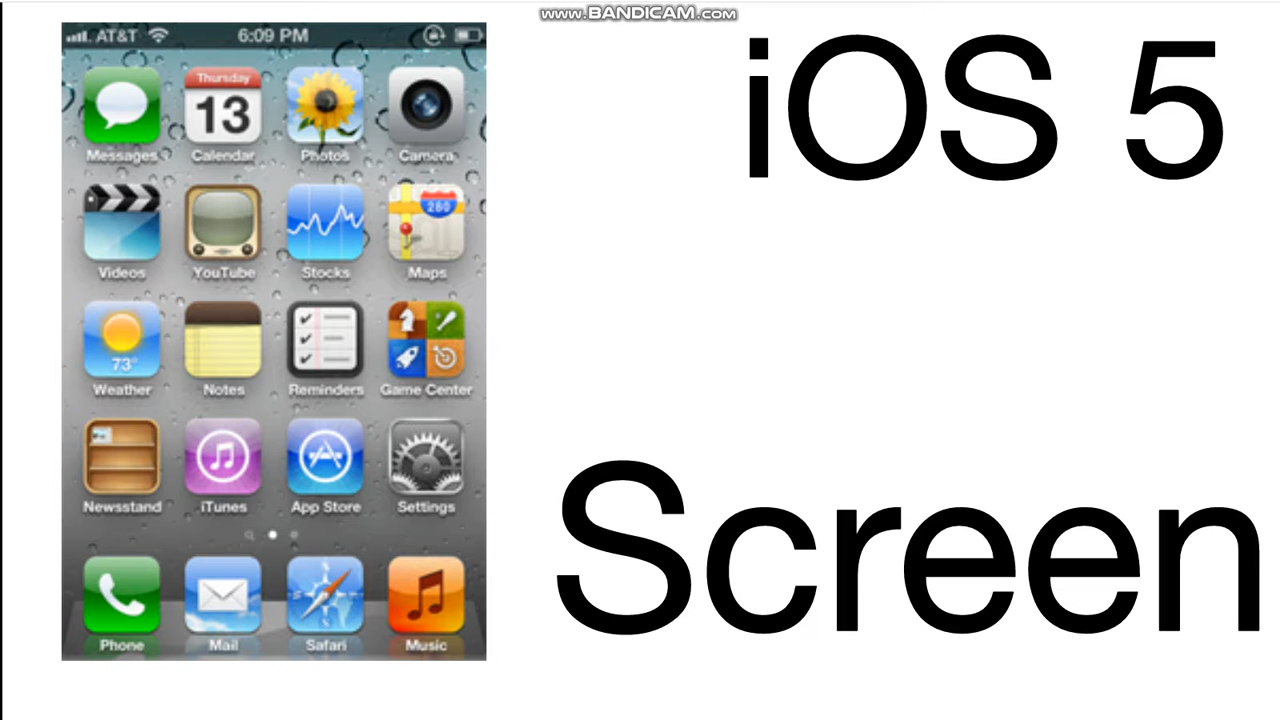 www.BANDICAM.com
AT&T 6:09 PM
Thursday
13
Messages Calendar Photos Camera
280
Videos YouTube Stocks Maps
73°
Weather Notes Reminders Game Center
Newsstand iTunes App Store Settings
Phone Mail Safari Music
iOS 5
Screen